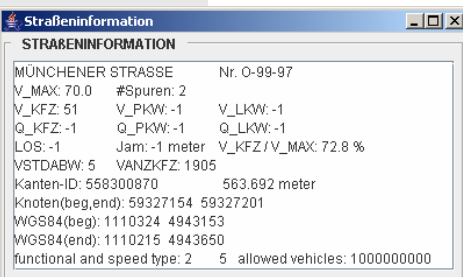 Straßeninformation
STRAßENINFORMATION
MÜNCHENER STRASSE Nr. O-99-97
V_MAX: 70.0 #Spuren: 2
V_KFZ: 51 V_PKW: -1 V_LKW: -1
Q_KFZ: -1 Q_PKW: -1 Q_LKW: -1
LOS: -1 Jam: -1 meter V_KFZ / V_MAX: 72.8 %
VSTDABW: 5 VANZKFZ: 1905
Kanten-ID: 558300870 563.692 meter
Knoten(beg,end): 59327154 59327201
WGS84(beg): 1110324 4943153
WGS84(end): 1110215 4943650
functional and speed type: 2 5 allowed vehicles: 1000000000